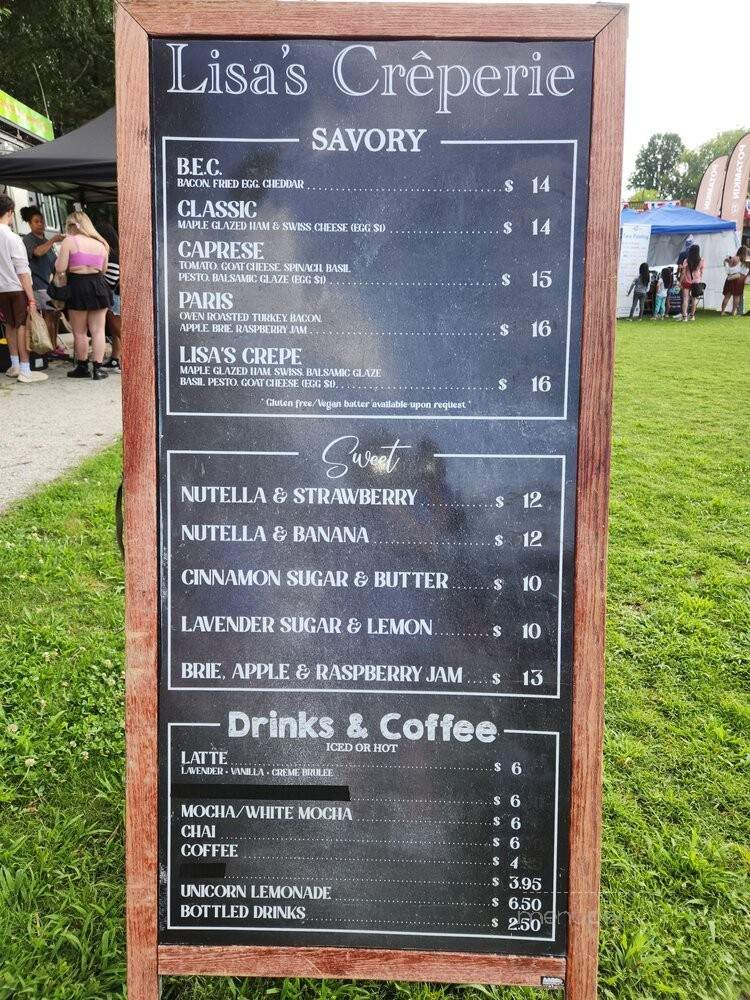 Lisa's Crêperie
SAVORY
B.E.C.
BACON, FRIED EGG, CHEDDAR $ 14
CLASSIC
MAPLE GLAZED HAM & SWISS CHEESE (EGG $1) $ 14
CAPRESE
TOMATO, GOAT CHEESE, SPINACH, BASIL
PESTO, BALSAMIC GLAZE (EGG $1) $ 15
PARIS
OVEN ROASTED TURKEY, BACON,
APPLE, BRIE, RASPBERRY JAM $ 16
LISA'S CREPE
MAPLE GLAZED HAM, SWISS, BALSAMIC GLAZE
BASIL PESTO, GOAT CHEESE (EGG $1) $ 16
* Gluten free/Vegan batter available upon request *
Sweet
NUTELLA & STRAWBERRY $ 12
NUTELLA & BANANA $ 12
CINNAMON SUGAR & BUTTER $ 10
LAVENDER SUGAR & LEMON $ 10
BRIE, APPLE & RASPBERRY JAM $ 13
Drinks & Coffee
ICED OR HOT
LATTE $ 6
LAVENDER • VANILLA • CREME BRULEE
$ 6
MOCHA/WHITE MOCHA $ 6
CHAI $ 6
COFFEE $ 4
$ 3.95
UNICORN LEMONADE $ 6.50
BOTTLED DRINKS $ 2.50
POTOMAKIN